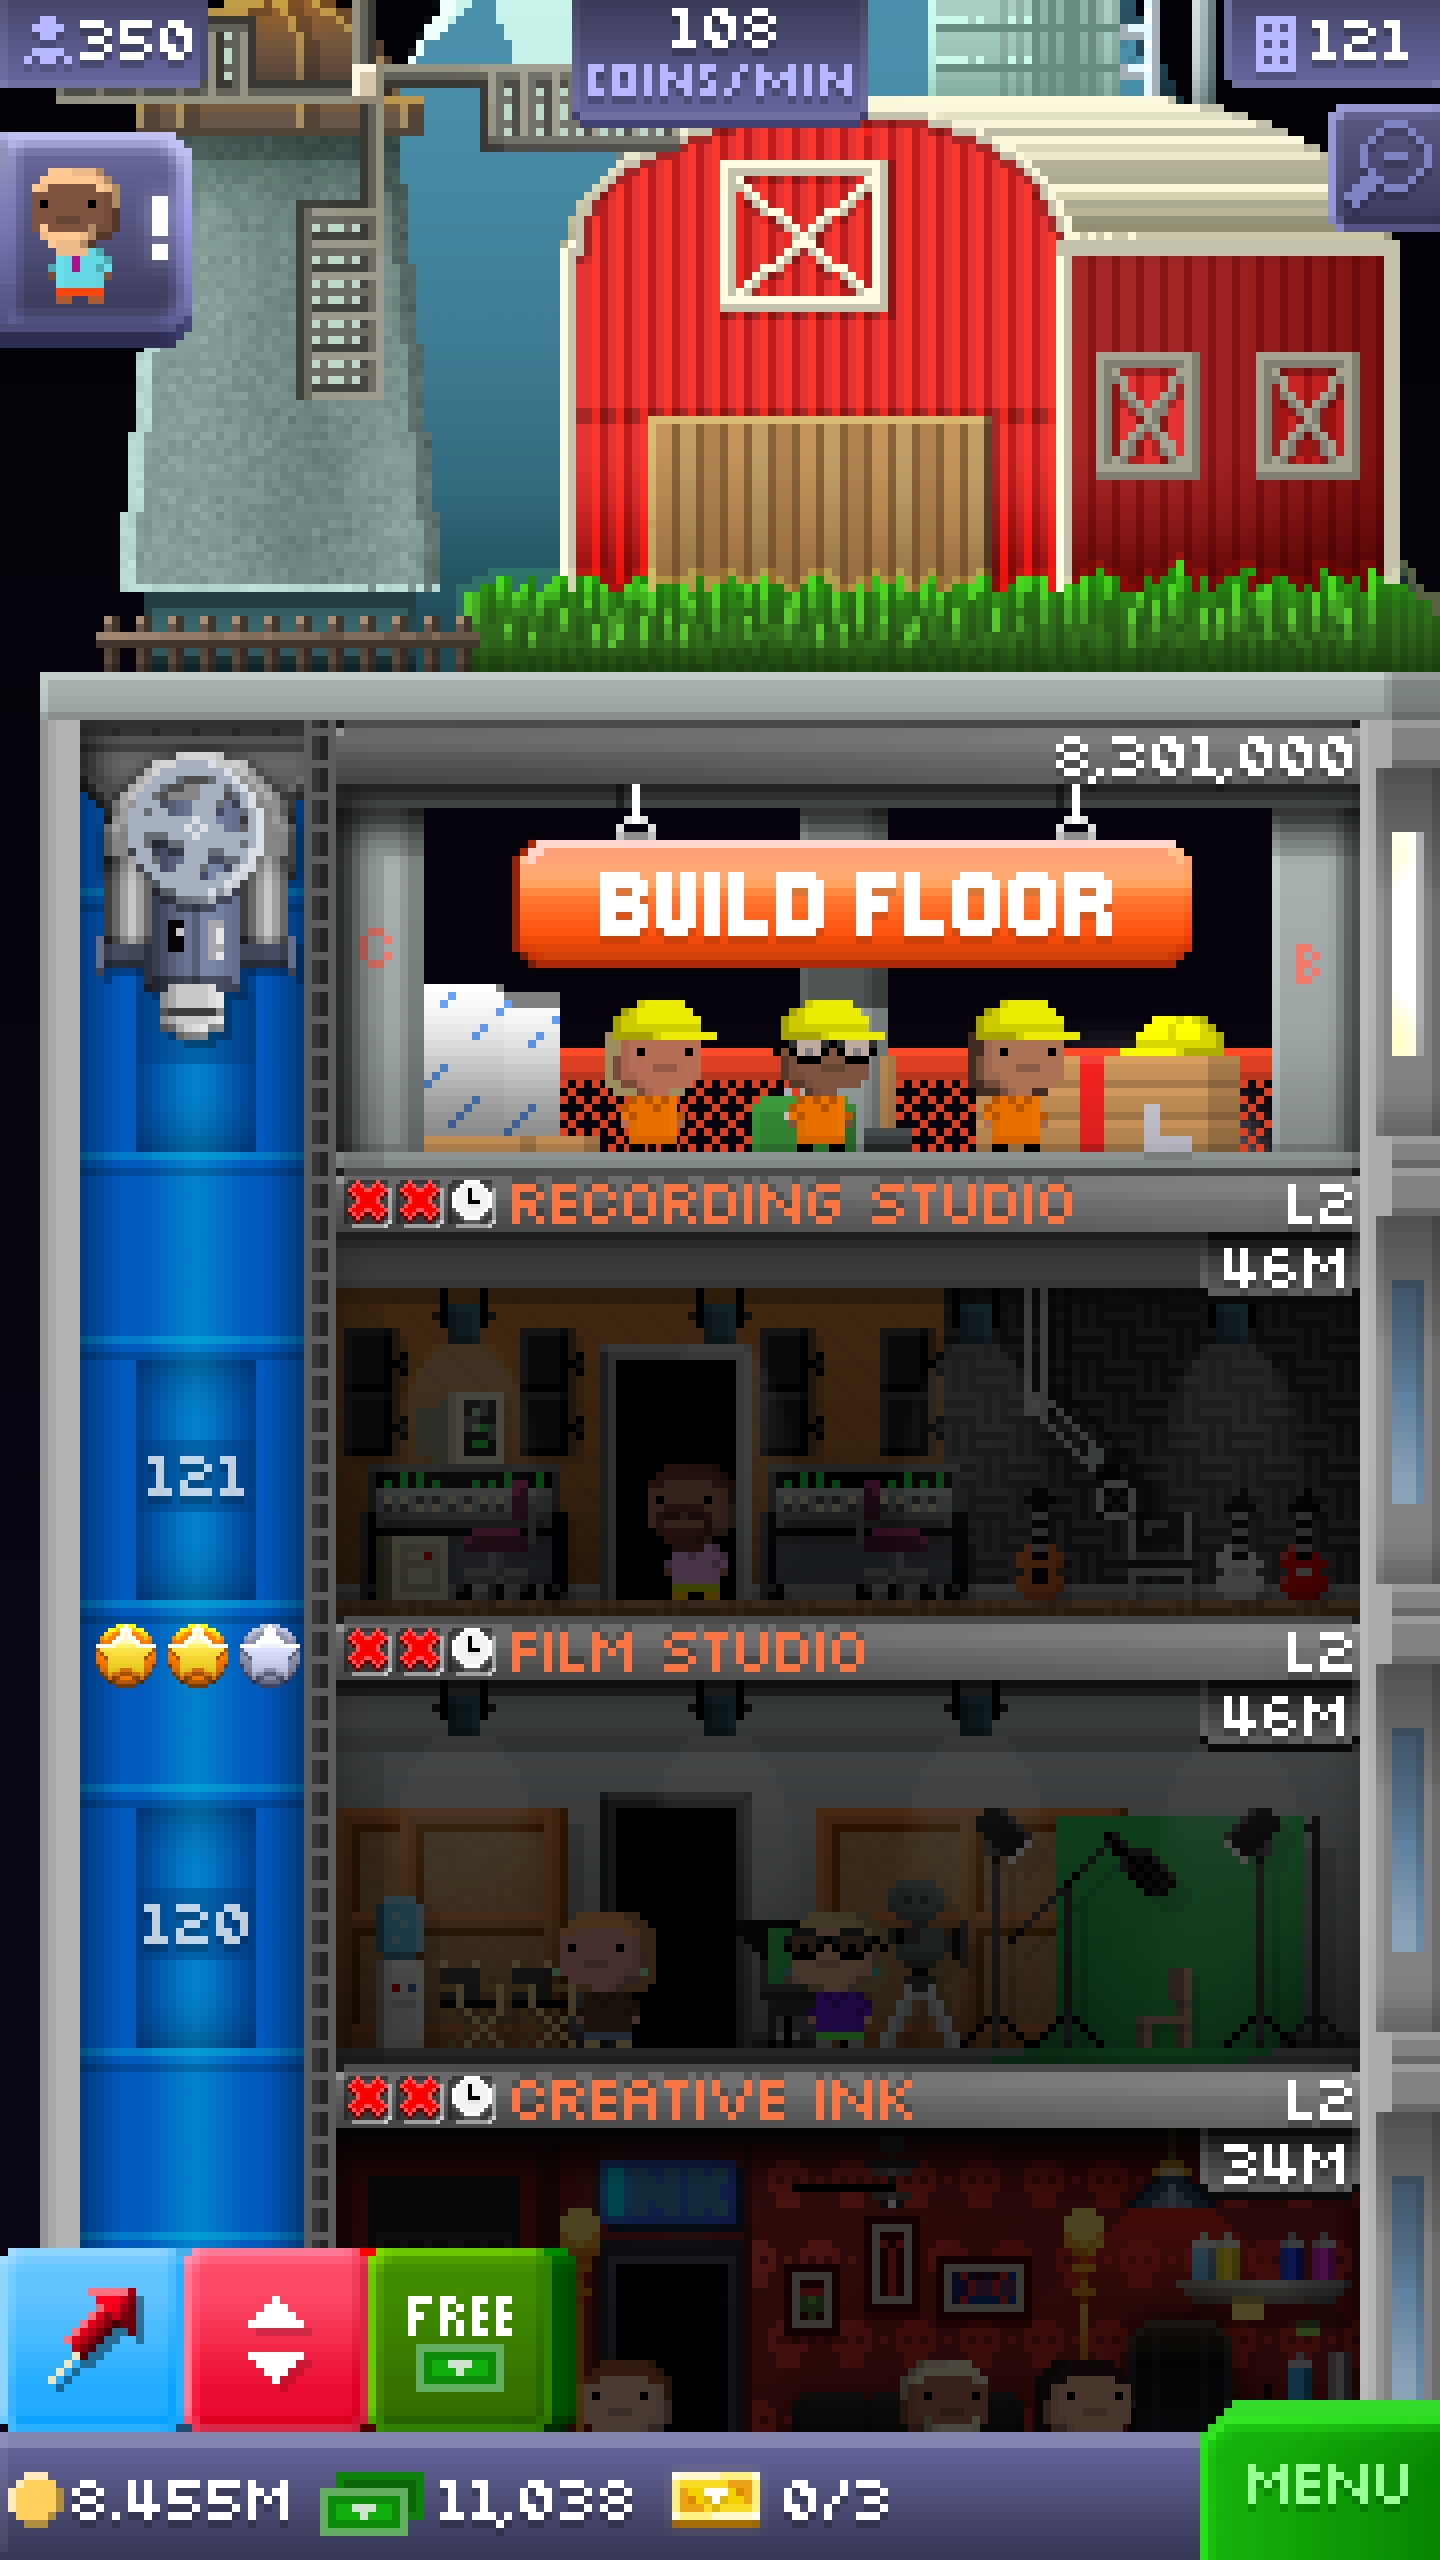 350
108
COINS/MIN
121
!
8,301,000
BUILD FLOOR
C
B
RECORDING STUDIO L2
46M
121
FILM STUDIO L2
46M
120
CREATIVE INK L2
34M
INK
FREE
8.455M 11,038 0/3
MENU